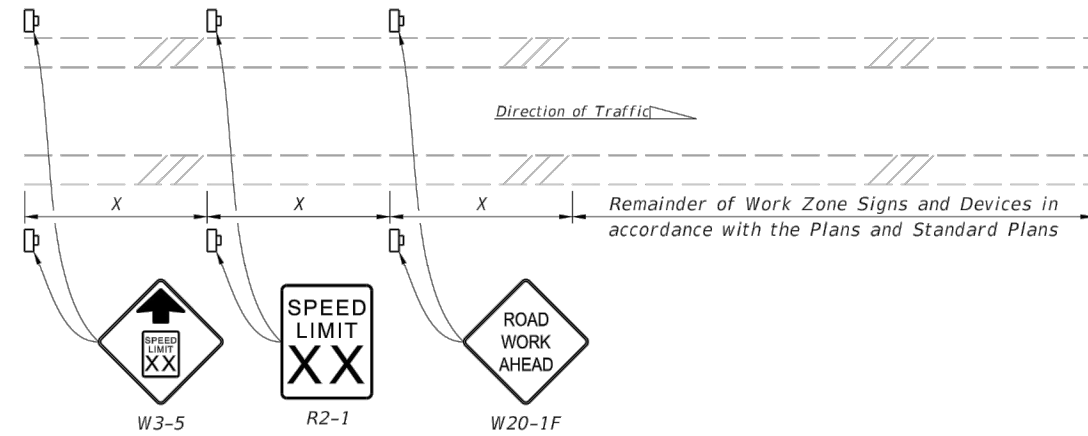 Direction of Traffic
X X X Remainder of Work Zone Signs and Devices in
accordance with the Plans and Standard Plans
SPEED
LIMIT
XX
W3-5
SPEED
LIMIT
XX
R2-1
ROAD
WORK
AHEAD
W20-1F